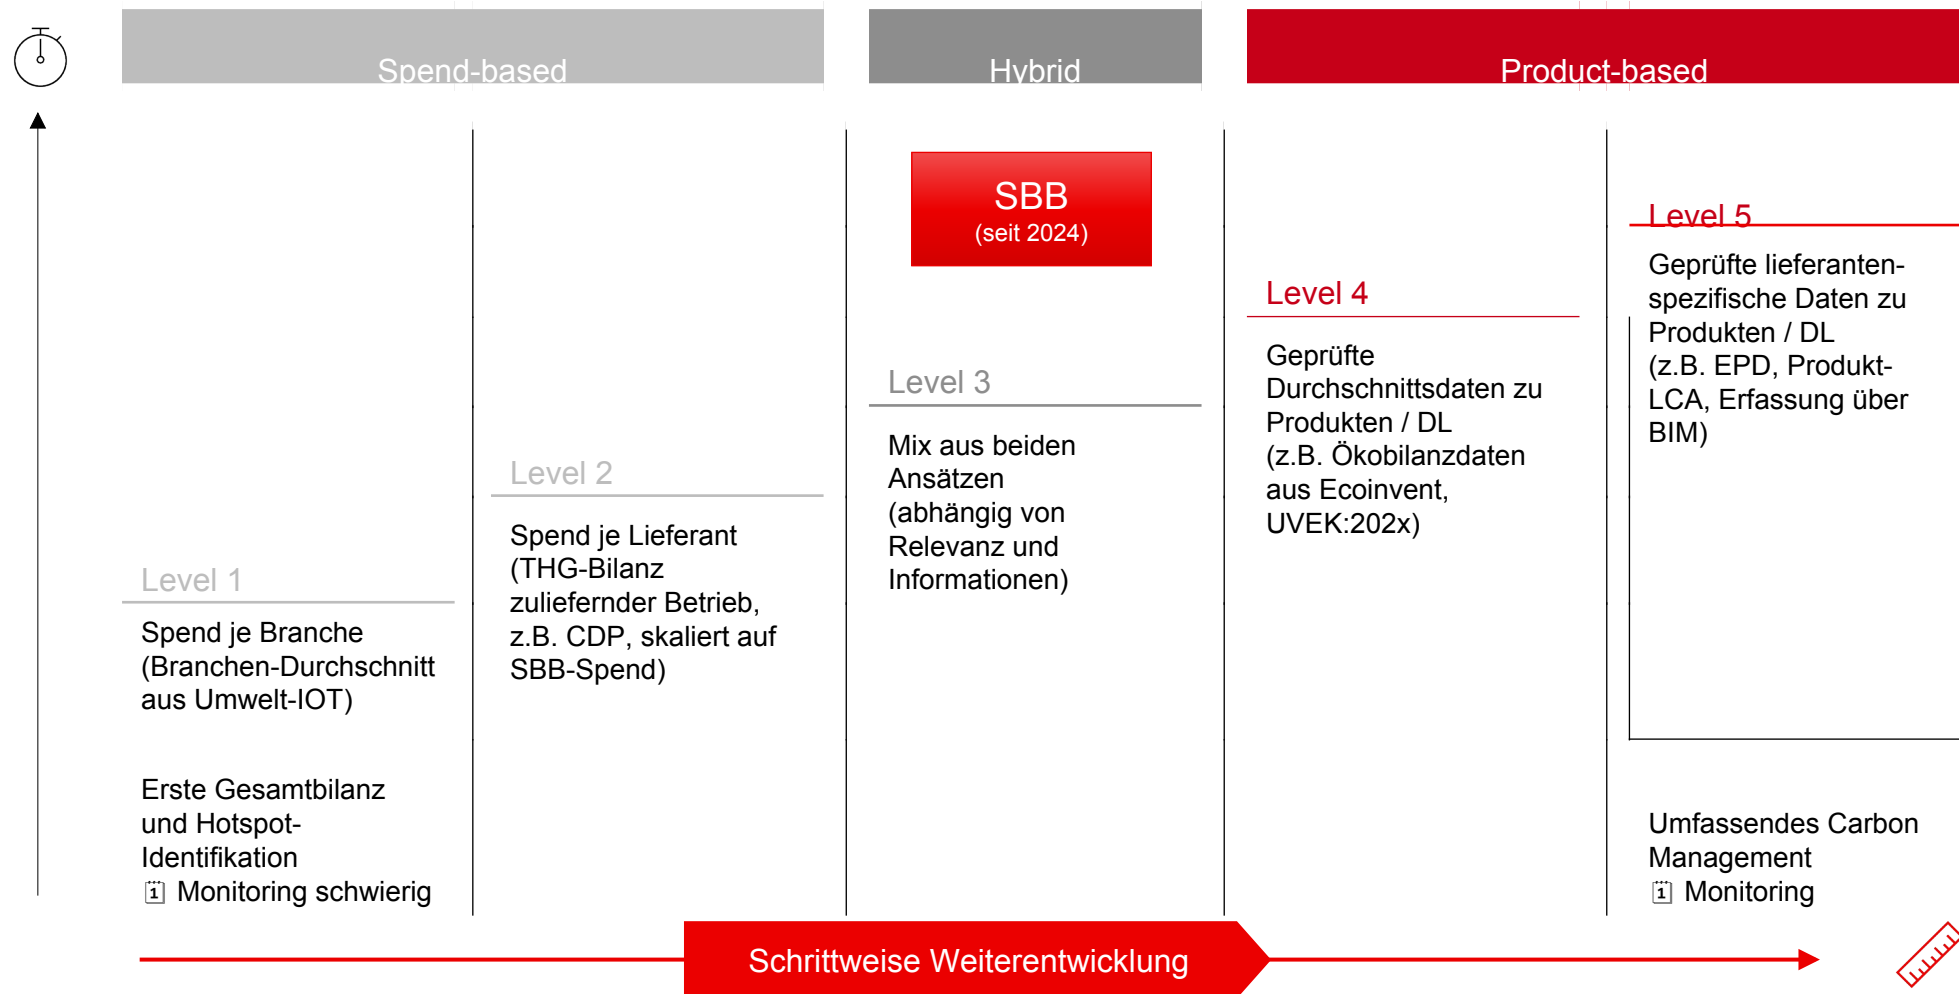 Spend-based
Hybrid
Product-based
SBB
(seit 2024)
Level 1
Spend je Branche
(Branchen-Durchschnitt
aus Umwelt-IOT)
Erste Gesamtbilanz
und Hotspot-
Identifikation
Monitoring schwierig
Level 2
Spend je Lieferant
(THG-Bilanz
zuliefernder Betrieb,
z.B. CDP, skaliert auf
SBB-Spend)
Level 3
Mix aus beiden
Ansätzen
(abhängig von
Relevanz und
Informationen)
Level 4
Geprüfte
Durchschnittsdaten zu
Produkten / DL
(z.B. Ökobilanzdaten
aus Ecoinvent,
UVEK:202x)
Level 5
Geprüfte lieferanten-
spezifische Daten zu
Produkten / DL
(z.B. EPD, Produkt-
LCA, Erfassung über
BIM)
Umfassendes Carbon
Management
Monitoring
Schrittweise Weiterentwicklung